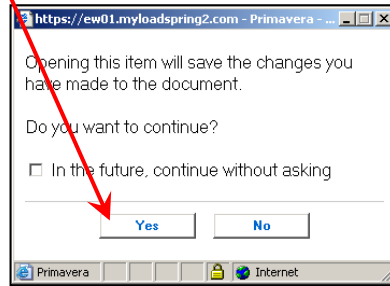 https://ew01.myloadspring2.com - Primavera - ...
Opening this item will save the changes you
have made to the document.
Do you want to continue?
In the future, continue without asking
Yes No
Primavera Internet